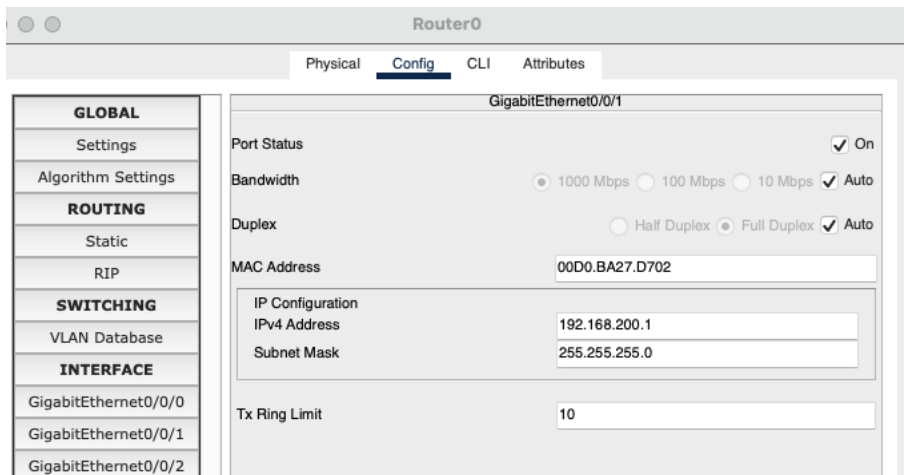 Router0
Physical Config CLI Attributes
GLOBAL
Settings
Algorithm Settings
ROUTING
Static
RIP
SWITCHING
VLAN Database
INTERFACE
GigabitEthernet0/0/0
GigabitEthernet0/0/1
GigabitEthernet0/0/2
GigabitEthernet0/0/1
Port Status On
Bandwidth 1000 Mbps 100 Mbps 10 Mbps Auto
Duplex Half Duplex Full Duplex Auto
MAC Address 00D0.BA27.D702
IP Configuration
IPv4 Address 192.168.200.1
Subnet Mask 255.255.255.0
Tx Ring Limit 10